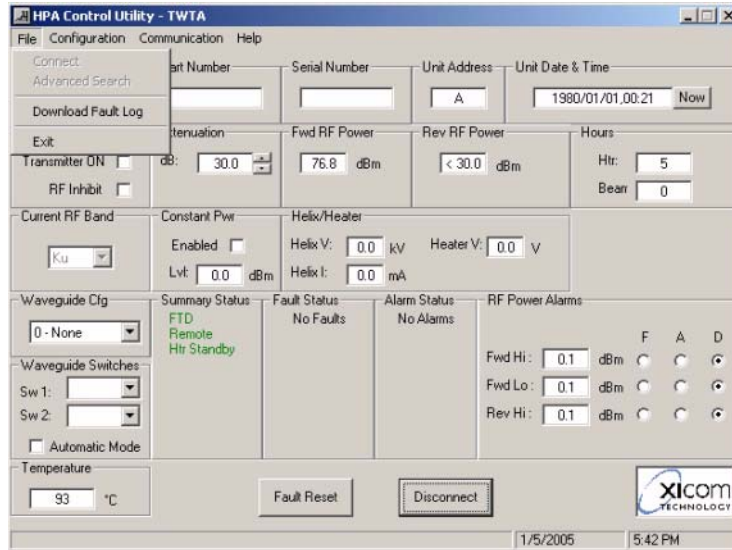 HPA Control Utility - TWTA
File Configuration Communication Help
Connect
Advanced Search
Download Fault Log
Exit
art Number
Serial Number
Unit Address
A
Unit Date & Time
1980/01/01,00:21 Now
Transmitter ON
RF Inhibit
tenuation
dB: 30.0
Fwd RF Power
76.8 dBm
Rev RF Power
< 30.0 dBm
Hours
Htr: 5
Bearr 0
Current RF Band
Ku
Constant Pwr
Enabled
Lvl: 0.0 dBm
Helix/Heater
Helix V: 0.0 kV Heater V: 0.0 V
Helix I: 0.0 mA
Waveguide Cfg
0 - None
Waveguide Switches
Sw 1:
Sw 2:
Automatic Mode
Summary Status
FTD
Remote
Htr Standby
Fault Status
No Faults
Alarm Status
No Alarms
RF Power Alarms
F A D
Fwd Hi : 0.1 dBm
Fwd Lo : 0.1 dBm
Rev Hi : 0.1 dBm
Temperature
93 °C
Fault Reset
Disconnect
XICOM
TECHNOLOGY
1/5/2005 5:42 PM